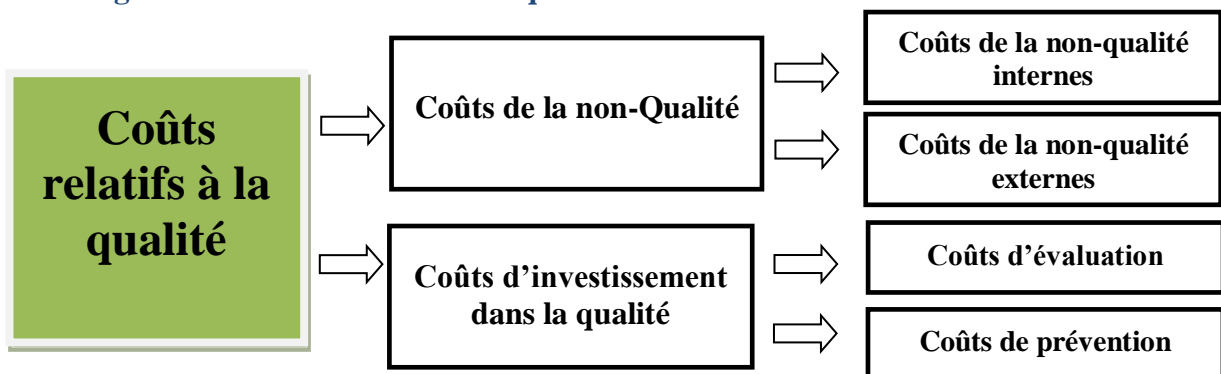 Coûts
relatifs à la
qualité
Coûts de la non-Qualité
Coûts d’investissement
dans la qualité
Coûts de la non-qualité
internes
Coûts de la non-qualité
externes
Coûts d’évaluation
Coûts de prévention